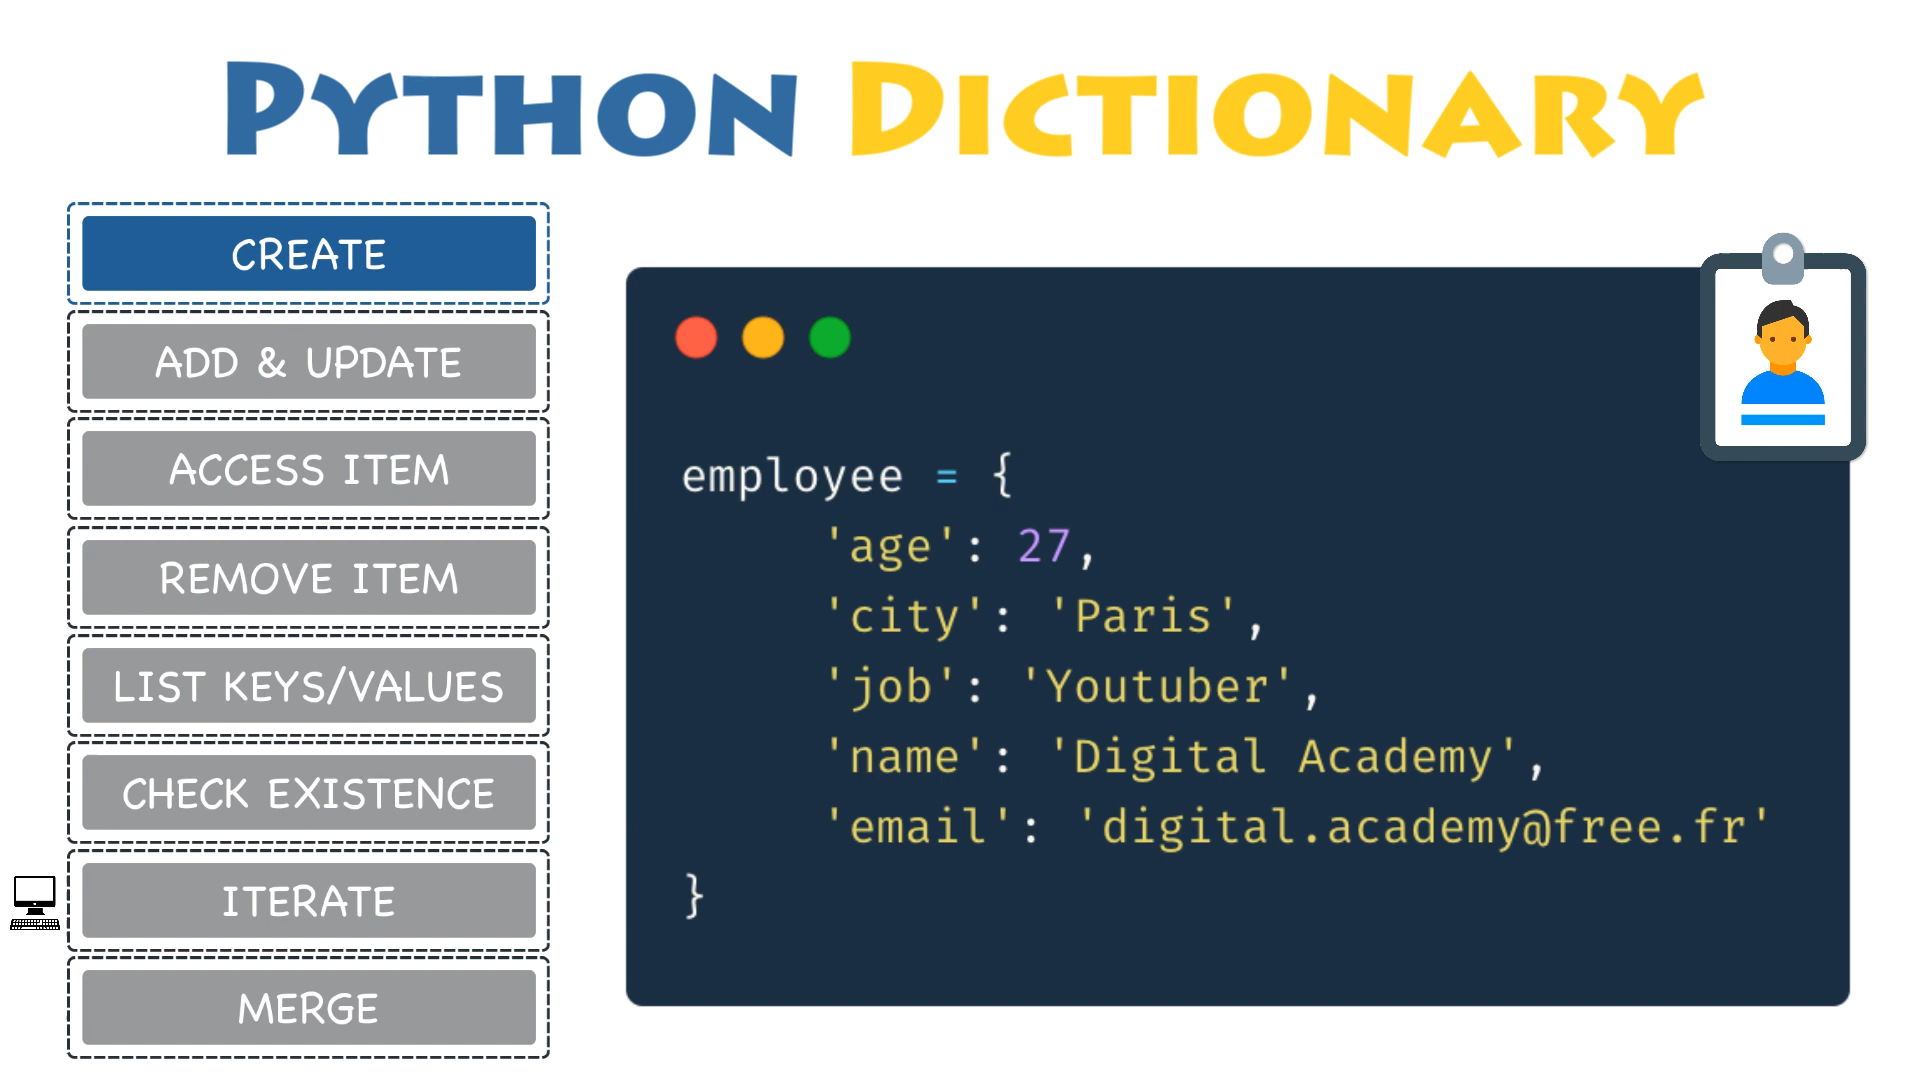 PYTHON DICTIONARY
CREATE
ADD & UPDATE
ACCESS ITEM
REMOVE ITEM
LIST KEYS/VALUES
CHECK EXISTENCE
ITERATE
MERGE
employee = {
'age': 27,
'city': 'Paris',
'job': 'Youtuber',
'name': 'Digital Academy',
'email': 'digital.academy@free.fr'
}